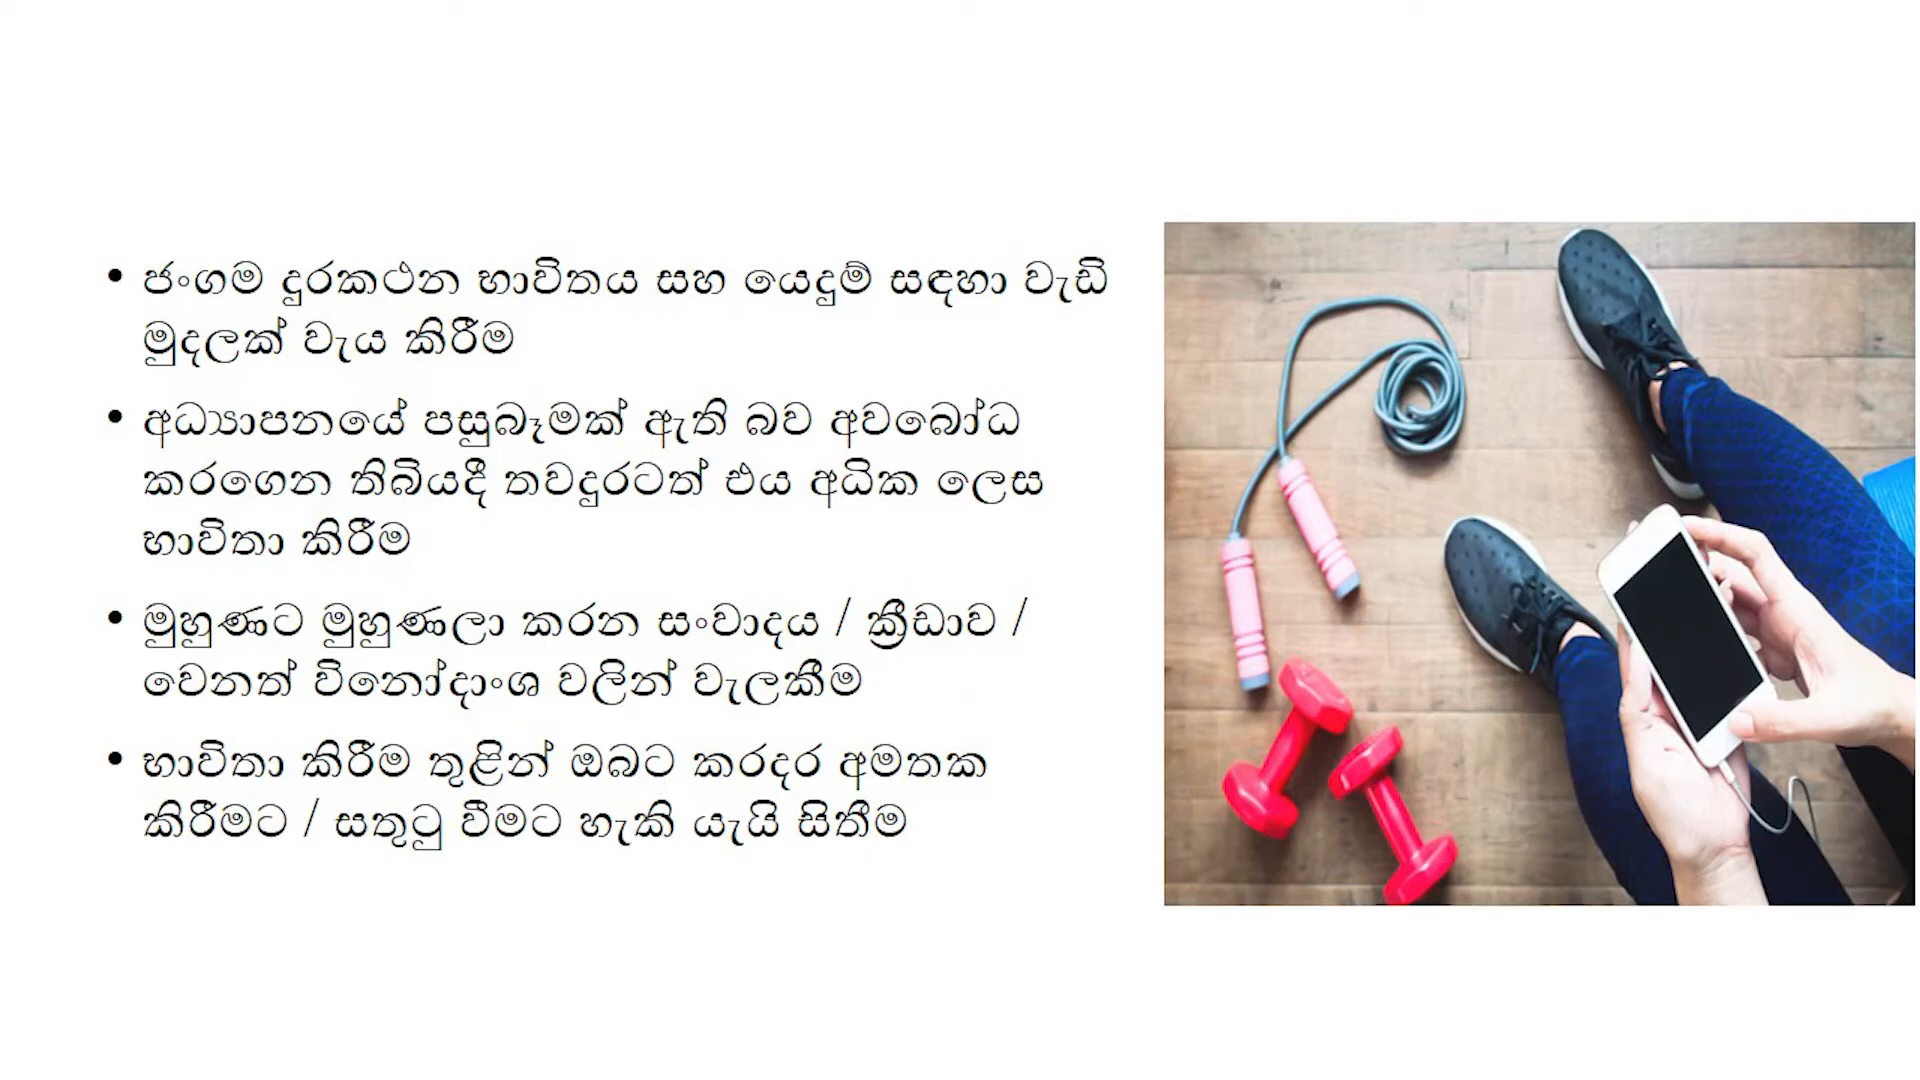 • ජංගම දුරකථන භාවිතය සහ යෙදුම් සඳහා වැඩි
මුදලක් වැය කිරීම
• අධ්‍යාපනයේ පසුබෑමක් ඇති බව අවබෝධ
කරගෙන තිබියදී තවදුරටත් එය අධික ලෙස
භාවිතා කිරීම
• මුහුණට මුහුණලා කරන සංවාදය / ක්‍රීඩාව /
වෙනත් විනෝදාංශ වලින් වැලකීම
• භාවිතා කිරීම තුළින් ඔබට කරදර අමතක
කිරීමට / සතුටු වීමට හැකි යැයි සිතීම